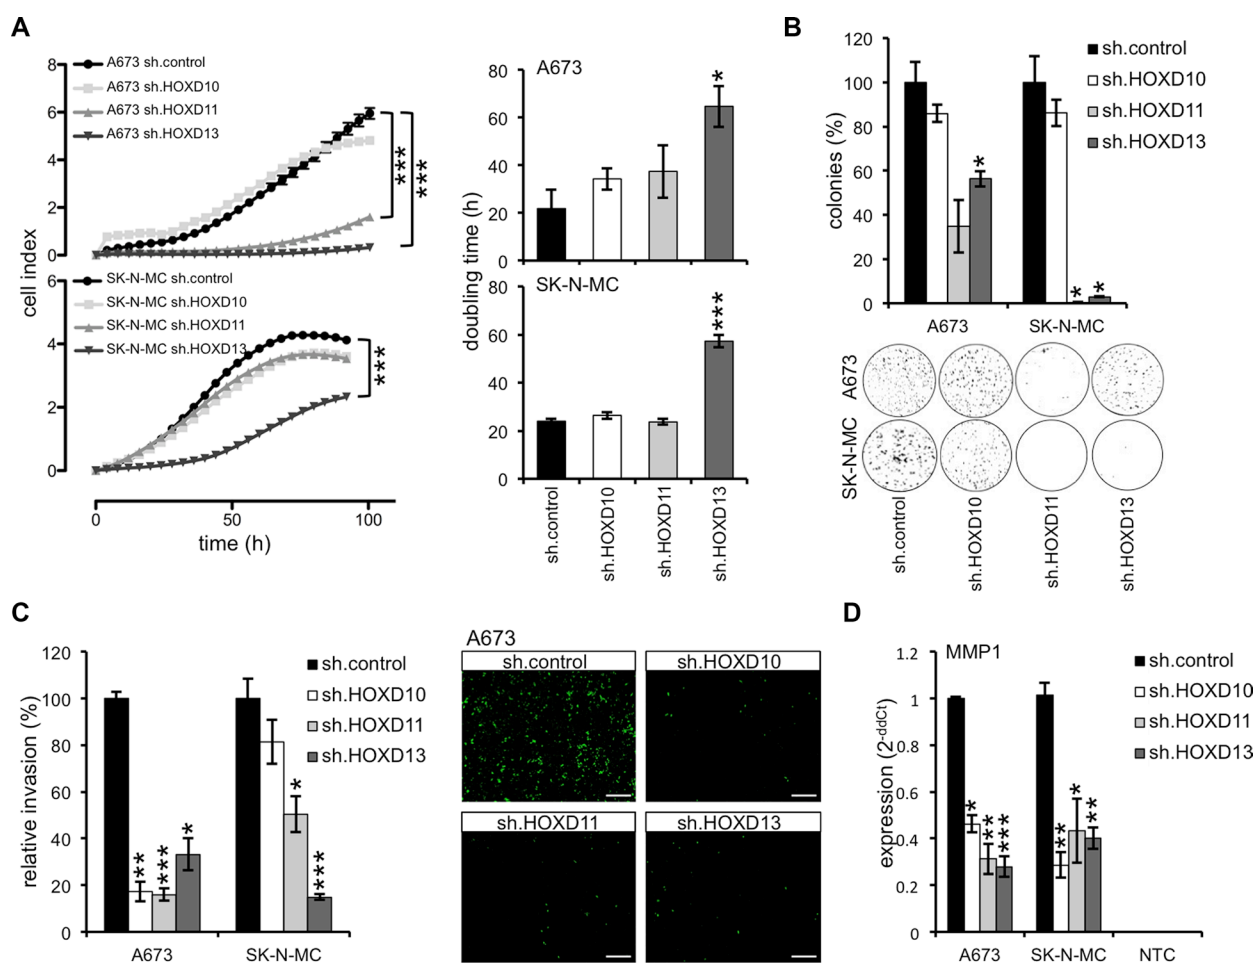 A
8
6
4
2
0
A673 sh.control
A673 sh.HOXD10
A673 sh.HOXD11
A673 sh.HOXD13
***
***
cell index
6
4
2
0
SK-N-MC sh.control
SK-N-MC sh.HOXD10
SK-N-MC sh.HOXD11
SK-N-MC sh.HOXD13
***
0
50
100
time (h)
80
60
40
20
0
A673
*
doubling time (h)
80
60
40
20
0
SK-N-MC
***
sh.control
sh.HOXD10
sh.HOXD11
sh.HOXD13
B
120
100
80
60
40
20
0
colonies (%)
sh.control
sh.HOXD10
sh.HOXD11
sh.HOXD13
*
*
*
A673
SK-N-MC
A673
SK-N-MC
sh.control
sh.HOXD10
sh.HOXD11
sh.HOXD13
C
120
100
80
60
40
20
0
relative invasion (%)
sh.control
sh.HOXD10
sh.HOXD11
sh.HOXD13
**
***
*
*
***
A673
SK-N-MC
A673
sh.control
sh.HOXD10
sh.HOXD11
sh.HOXD13
D
1.2
1
0.8
0.6
0.4
0.2
0
expression (2-ddCt)
MMP1
sh.control
sh.HOXD10
sh.HOXD11
sh.HOXD13
*
**
***
**
*
**
A673
SK-N-MC
NTC